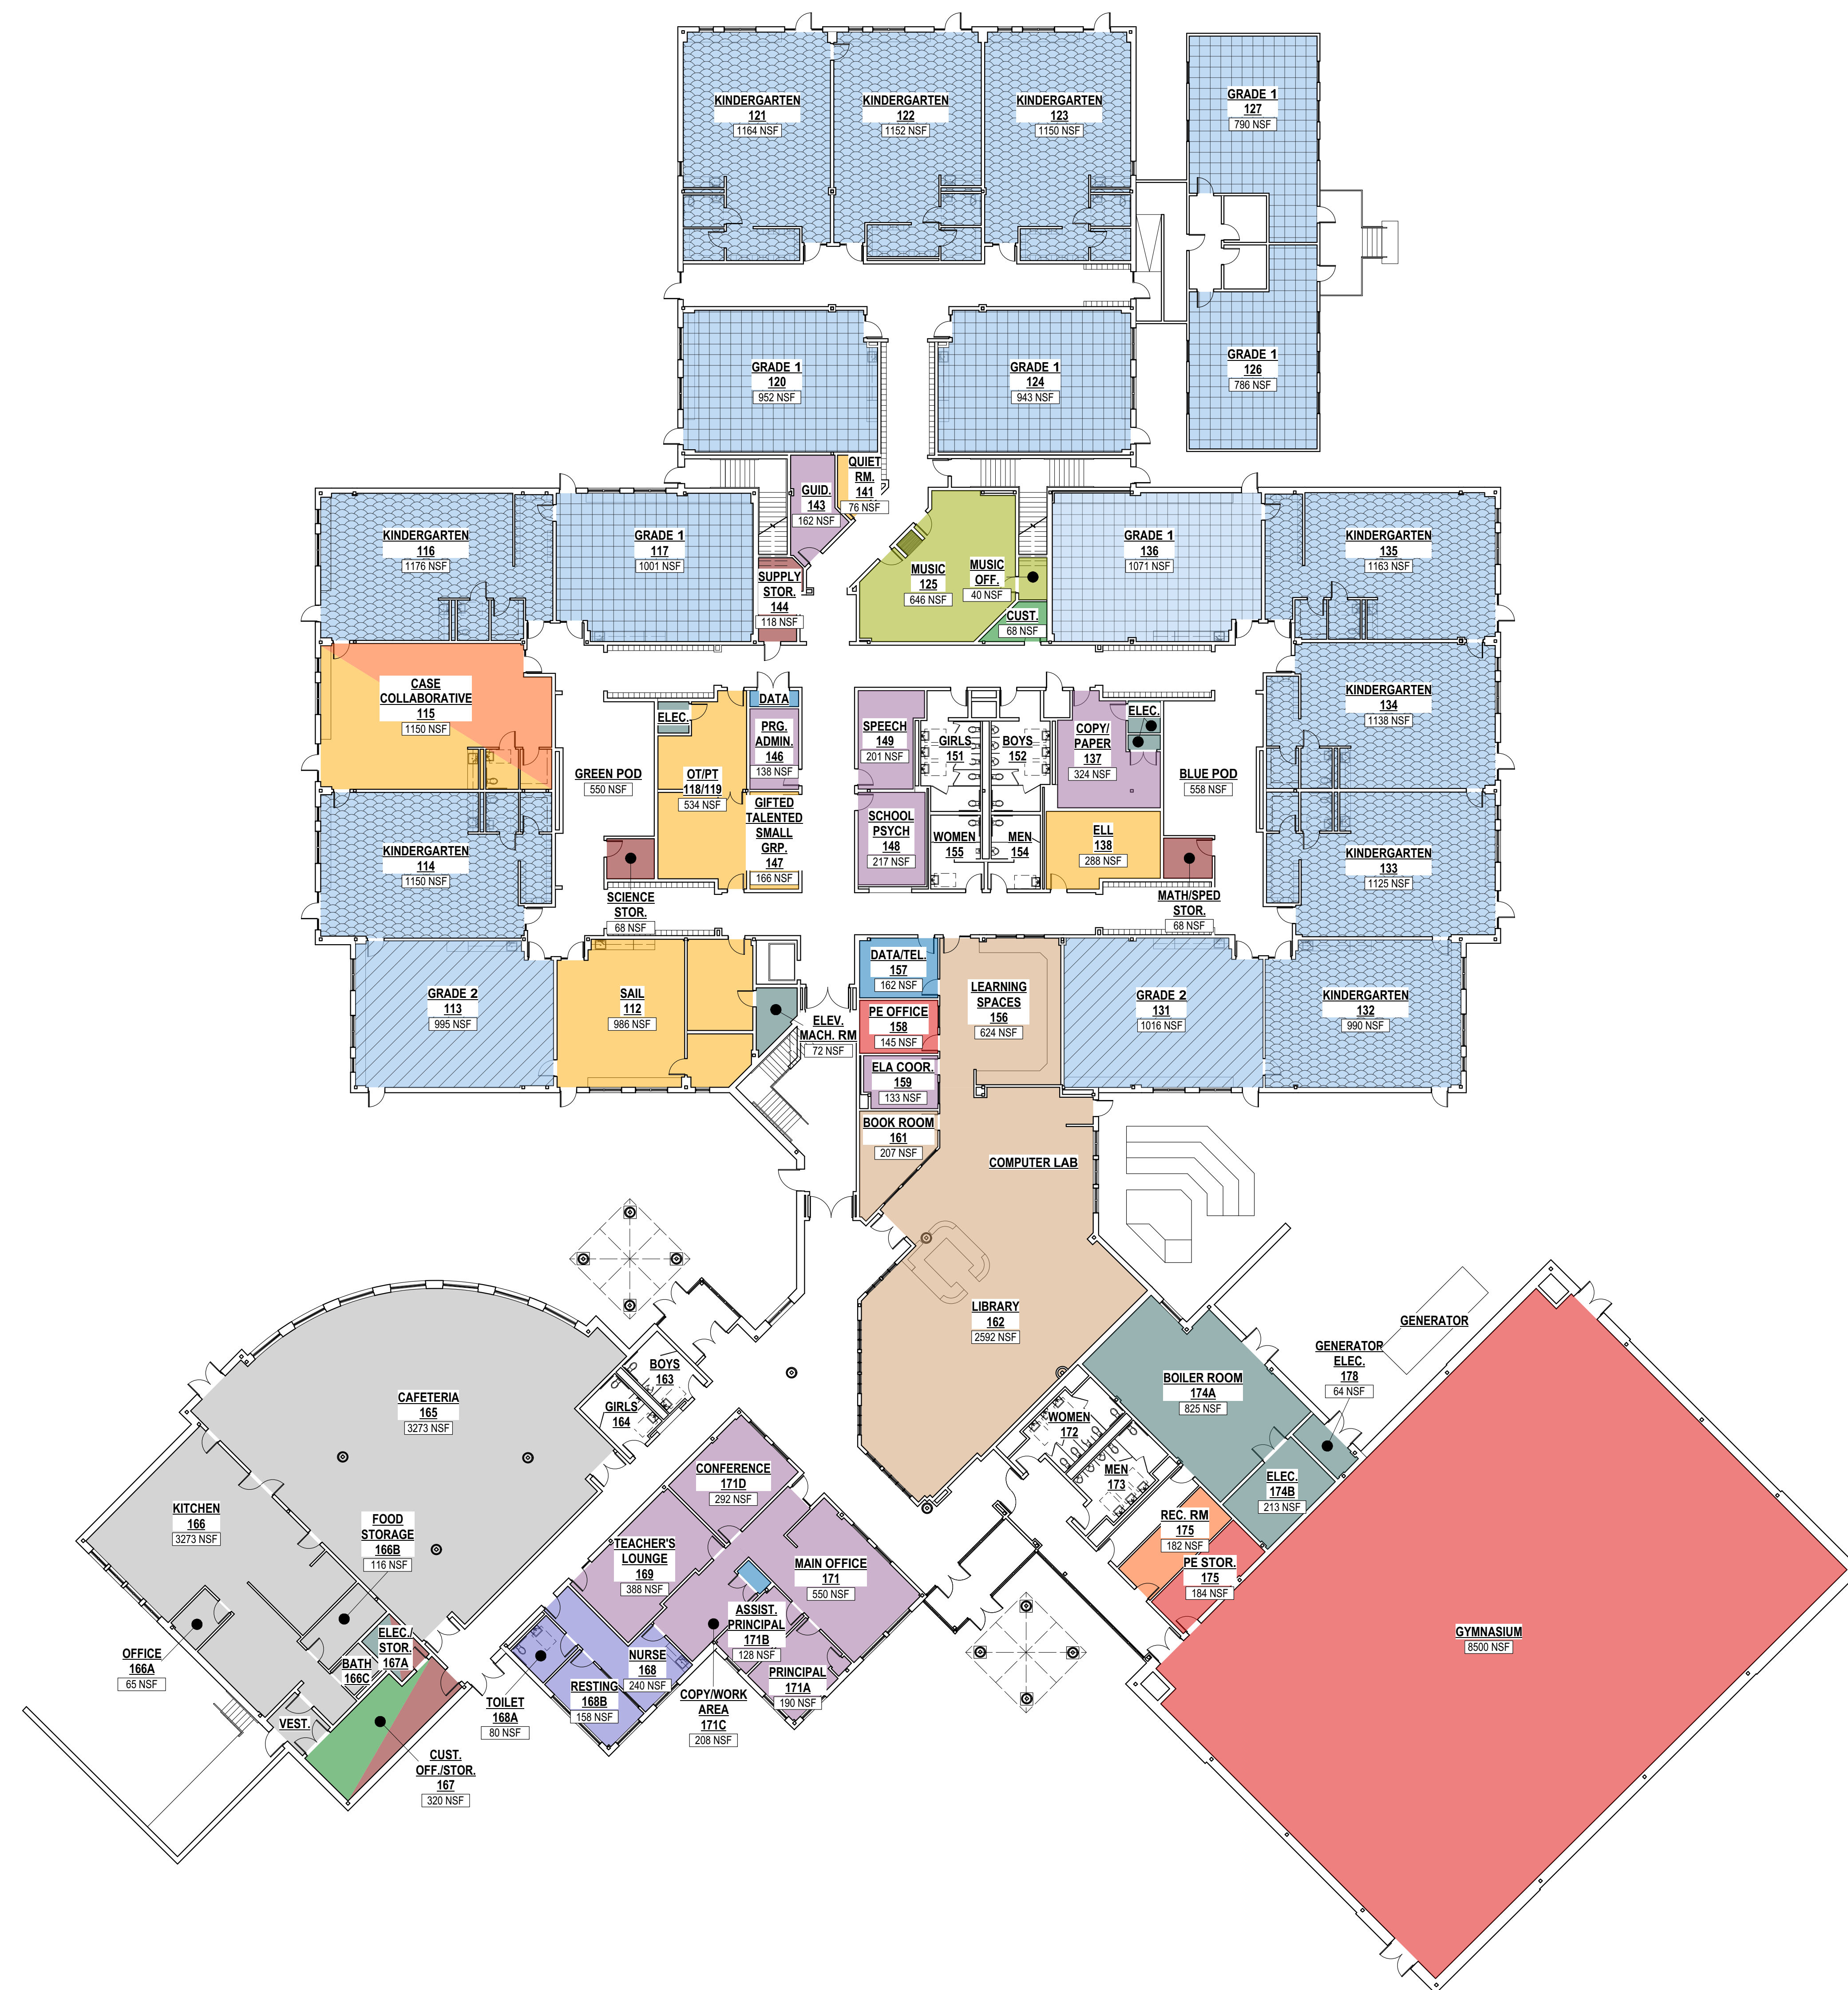 KINDERGARTEN
121
1164 NSF
KINDERGARTEN
122
1152 NSF
KINDERGARTEN
123
1150 NSF
GRADE 1
127
790 NSF
GRADE 1
120
952 NSF
GRADE 1
124
943 NSF
GRADE 1
126
786 NSF
KINDERGARTEN
116
1176 NSF
GRADE 1
117
1001 NSF
GUID.
143
162 NSF
QUIET
RM.
141
76 NSF
SUPPLY
STOR.
144
118 NSF
MUSIC
125
646 NSF
MUSIC
OFF.
40 NSF
CUST.
68 NSF
GRADE 1
136
1071 NSF
KINDERGARTEN
135
1163 NSF
CASE
COLLABORATIVE
115
1150 NSF
GREEN POD
550 NSF
ELEC.
OT/PT
118/119
534 NSF
DATA
PRG.
ADMIN.
146
138 NSF
GIFTED
TALENTED
SMALL
GRP.
147
166 NSF
SPEECH
149
201 NSF
GIRLS
151
BOYS
152
COPY/
PAPER
137
324 NSF
ELEC.
BLUE POD
558 NSF
KINDERGARTEN
134
1138 NSF
KINDERGARTEN
114
1150 NSF
SCIENCE
STOR.
68 NSF
SCHOOL
PSYCH
148
217 NSF
WOMEN
155
MEN
154
ELL
138
288 NSF
MATH/SPED
STOR.
68 NSF
KINDERGARTEN
133
1125 NSF
GRADE 2
113
995 NSF
SAIL
112
986 NSF
ELEV.
MACH. RM
72 NSF
DATA/TEL.
157
162 NSF
PE OFFICE
158
145 NSF
ELA COOR.
159
133 NSF
BOOK ROOM
161
207 NSF
LEARNING
SPACES
156
624 NSF
GRADE 2
131
1016 NSF
KINDERGARTEN
132
990 NSF
COMPUTER LAB
LIBRARY
162
2592 NSF
CAFETERIA
165
3273 NSF
BOYS
163
GIRLS
164
KITCHEN
166
3273 NSF
FOOD
STORAGE
166B
116 NSF
OFFICE
166A
65 NSF
BATH
166C
ELEC./
STOR.
167A
VEST.
CUST.
OFF./STOR.
167
320 NSF
CONFERENCE
171D
292 NSF
TEACHER'S
LOUNGE
169
388 NSF
MAIN OFFICE
171
550 NSF
ASSIST.
PRINCIPAL
171B
128 NSF
PRINCIPAL
171A
190 NSF
NURSE
168
240 NSF
RESTING
168B
158 NSF
TOILET
168A
80 NSF
COPY/WORK
AREA
171C
208 NSF
WOMEN
172
MEN
173
BOILER ROOM
174A
825 NSF
ELEC.
174B
213 NSF
GENERATOR
GENERATOR
ELEC.
178
64 NSF
REC. RM
175
182 NSF
PE STOR.
175
184 NSF
GYMNASIUM
8500 NSF